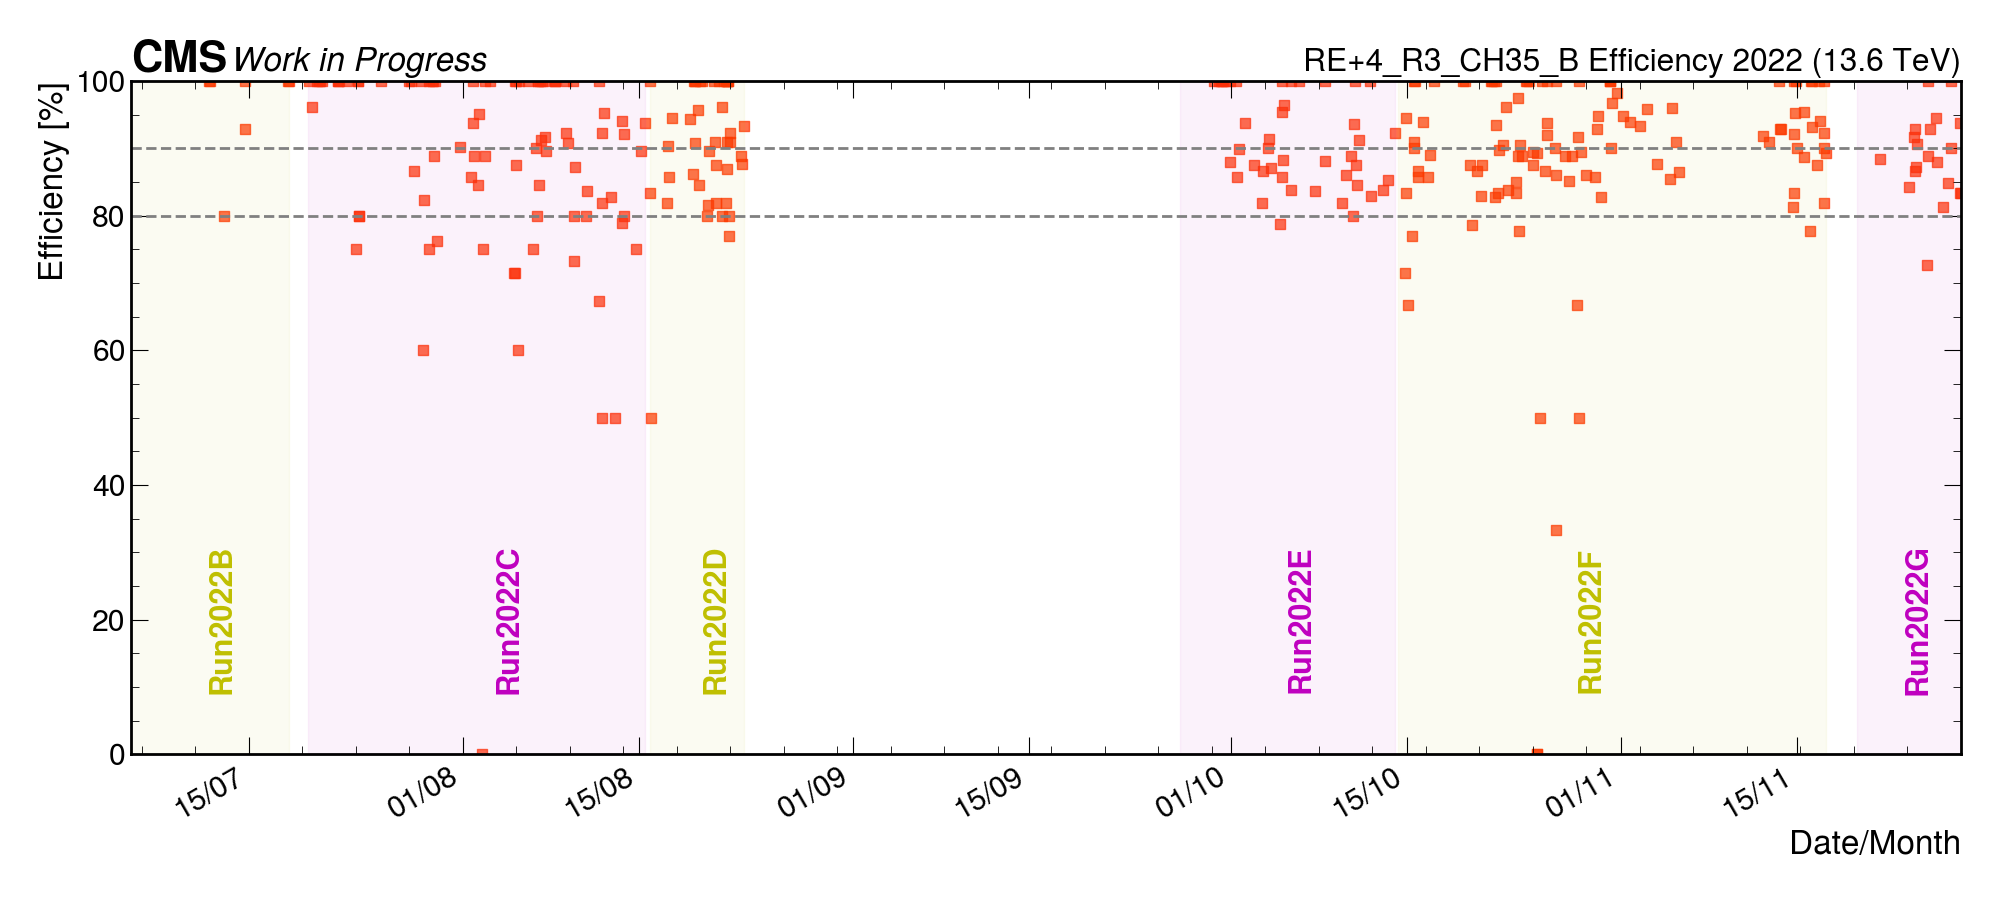 CMS Work in Progress
RE+4_R3_CH35_B Efficiency 2022 (13.6 TeV)
Efficiency [%]
100
80
60
40
20
0
Run2022B
Run2022C
Run2022D
Run2022E
Run2022F
Run2022G
15/07
01/08
15/08
01/09
15/09
01/10
15/10
01/11
15/11
Date/Month